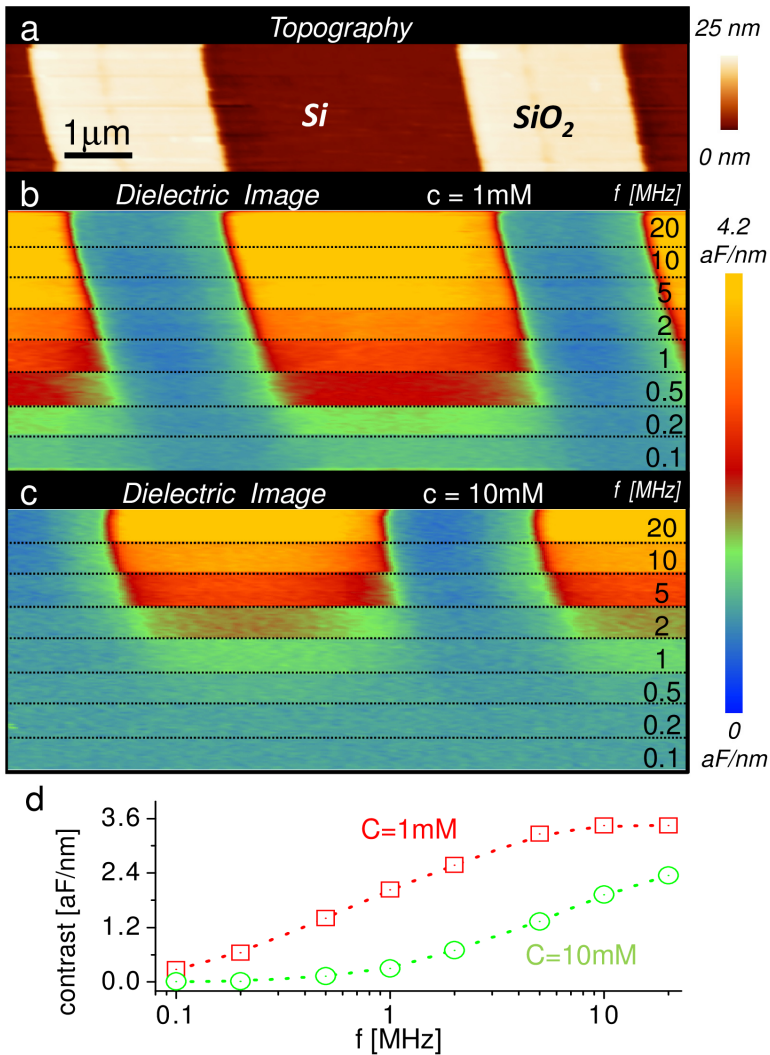 a Topography
25 nm
Si
SiO2
1µm
0 nm
b Dielectric Image c = 1mM f [MHz]
20
4.2
aF/nm
10
5
2
1
0.5
0.2
0.1
c Dielectric Image c = 10mM f [MHz]
20
10
5
2
1
0.5
0
aF/nm
0.2
0.1
d
3.6
C=1mM
2.4
1.2
C=10mM
0.0
contrast [aF/nm]
0.1 1 10
f [MHz]